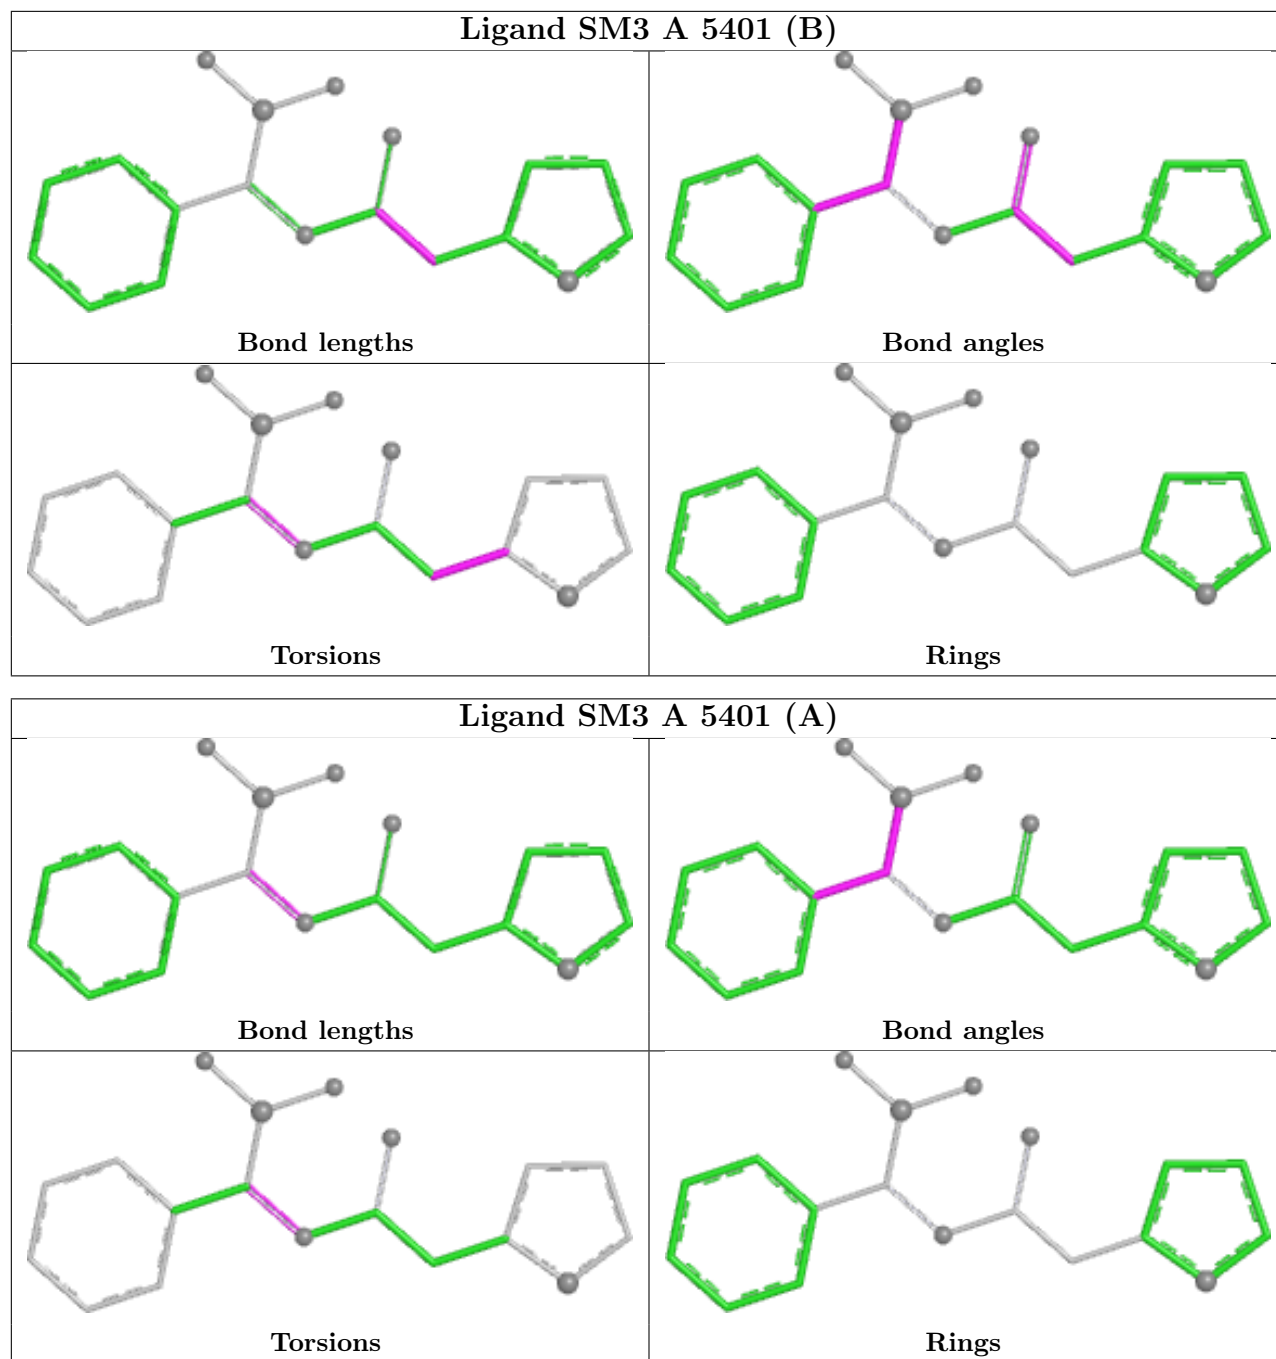 Ligand SM3 A 5401 (B)
Bond lengths
Bond angles
Torsions
Rings
Ligand SM3 A 5401 (A)
Bond lengths
Bond angles
Torsions
Rings